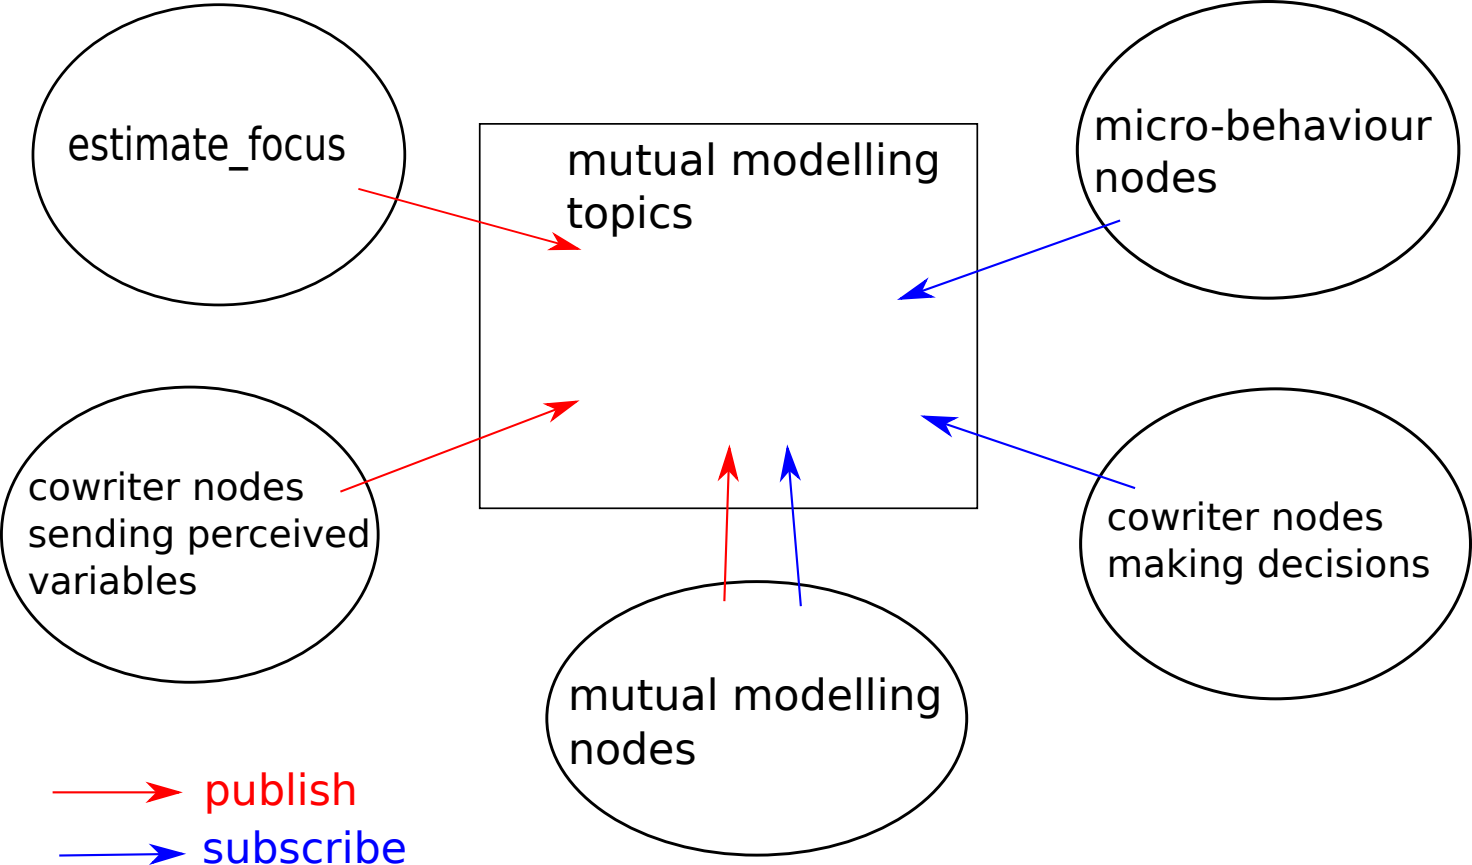 estimate_focus
mutual modelling
topics
micro-behaviour
nodes
cowriter nodes
sending perceived
variables
cowriter nodes
making decisions
mutual modelling
nodes
publish
subscribe